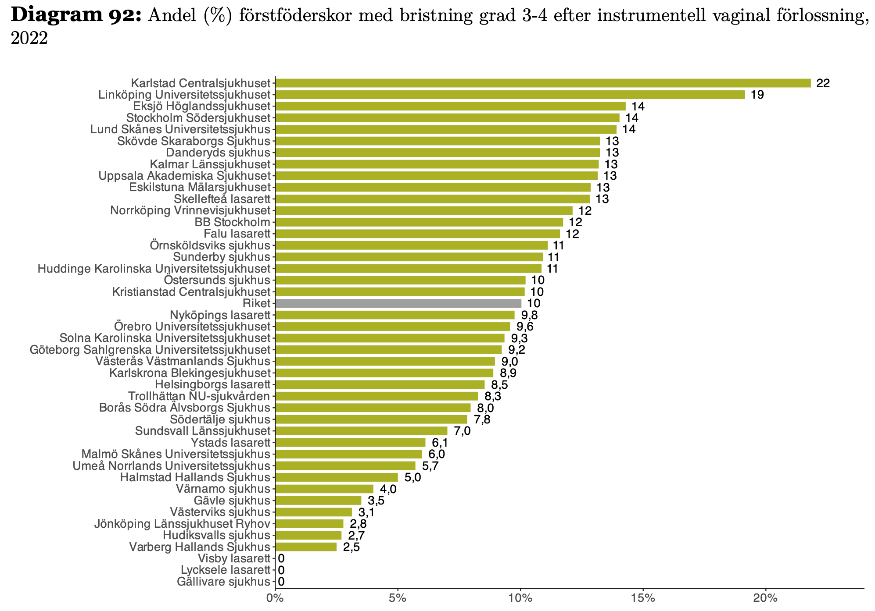 Diagram 92: Andel (%) förstföderskor med bristning grad 3-4 efter instrumentell vaginal förlossning,
2022
Karlstad Centralsjukhuset 22
Linköping Universitetssjukhus 19
Eksjö Höglandssjukhus 14
Stockholm Södersjukhuset 14
Lund Skånes Universitetssjukhus 14
Skövde Skaraborgs Sjukhus 13
Danderyds sjukhus 13
Kalmar Länssjukhuset 13
Uppsala Akademiska Sjukhuset 13
Eskilstuna Mälarsjukhuset 13
Skellefteå lasarett 13
Norrköping Vrinnevisjukhuset 12
BB Stockholm 12
Falu lasarett 12
Örnsköldsviks sjukhus 11
Sunderby sjukhus 11
Huddinge Karolinska Universitetssjukhuset 11
Östersunds sjukhus 10
Kristianstad Centralsjukhuset 10
Riket 10
Nyköpings lasarett 9,8
Örebro Universitetssjukhuset 9,6
Solna Karolinska Universitetssjukhuset 9,3
Göteborg Sahlgrenska Universitetssjukhuset 9,2
Västerås Västmanlands Sjukhus 9,0
Karlskrona Blekingesjukhuset 8,9
Helsingborgs lasarett 8,5
Trollhättan NU-sjukvården 8,3
Borås Södra Älvsborgs Sjukhus 8,0
Södertälje sjukhus 7,8
Sundsvall Länssjukhuset 7,0
Ystads lasarett 6,1
Malmö Skånes Universitetssjukhus 6,0
Umeå Norrlands Universitetssjukhus 5,7
Halmstad Hallands Sjukhus 5,0
Värnamo sjukhus 4,0
Gävle sjukhus 3,5
Västerviks sjukhus 3,1
Jönköping Länssjukhuset Ryhov 2,8
Hudiksvalls sjukhus 2,7
Varberg Hallands Sjukhus 2,5
Visby lasarett 0
Lycksele lasarett 0
Gällivare sjukhus 0
0% 5% 10% 15% 20%